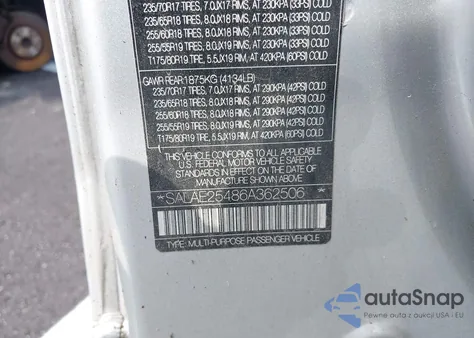 235/70R17 TIRES, 7.0JX17 RIMS, AT 230KPA (33PSI) COLD
235/65R18 TIRES, 8.0JX18 RIMS, AT 230KPA (33PSI) COLD
255/60R18 TIRES, 8.0JX18 RIMS, AT 230KPA (33PSI) COLD
255/55R19 TIRES, 8.0JX19 RIMS, AT 230KPA (33PSI) COLD
T175/80R19 TIRE, 5.5JX19 RIM, AT 420KPA (60PSI) COLD
GAWR REAR:1875KG (4134LB)
235/70R17 TIRES, 7.0JX17 RIMS, AT 290KPA (42PSI) COLD
235/65R18 TIRES, 8.0JX18 RIMS, AT 290KPA (42PSI) COLD
255/60R18 TIRES, 8.0JX18 RIMS, AT 290KPA (42PSI) COLD
255/55R19 TIRES, 8.0JX19 RIMS, AT 290KPA (42PSI) COLD
T175/80R19 TIRE, 5.5JX19 RIM, AT 420KPA (60PSI) COLD
THIS VEHICLE CONFORMS TO ALL APPLICABLE
U.S. FEDERAL MOTOR VEHICLE SAFETY
STANDARDS IN EFFECT ON THE DATE OF
MANUFACTURE SHOWN ABOVE.
*SALAE25486A362506*
TYPE: MULTI-PURPOSE PASSENGER VEHICLE
autoSnap
Pewne auta z okazji USA i EU